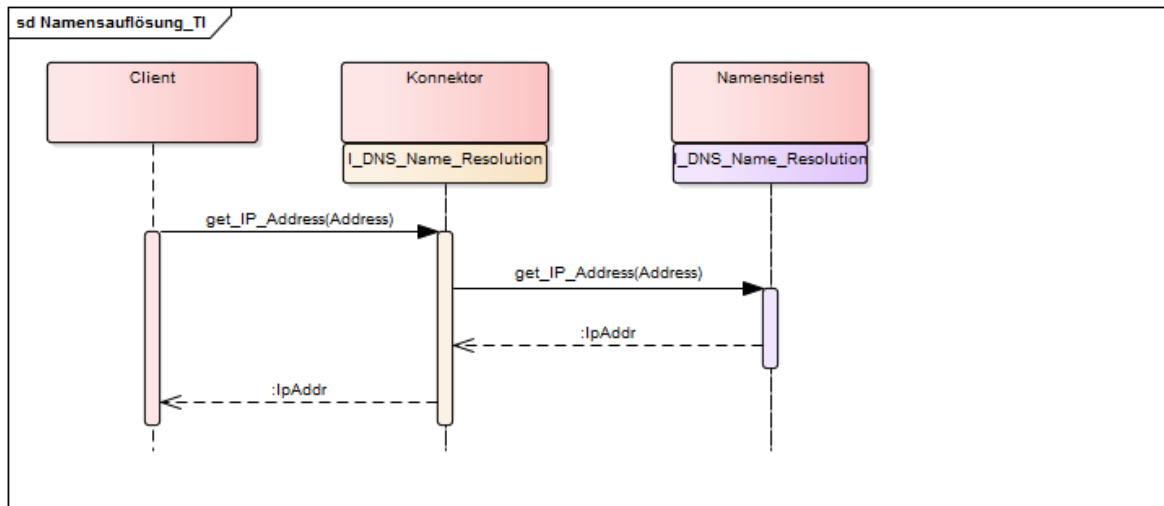 sd Namensauflösung_TI
Client
Konnektor
Namensdienst
I_DNS_Name_Resolution
I_DNS_Name_Resolution
get_IP_Address(Address)
get_IP_Address(Address)
:IpAddr
:IpAddr